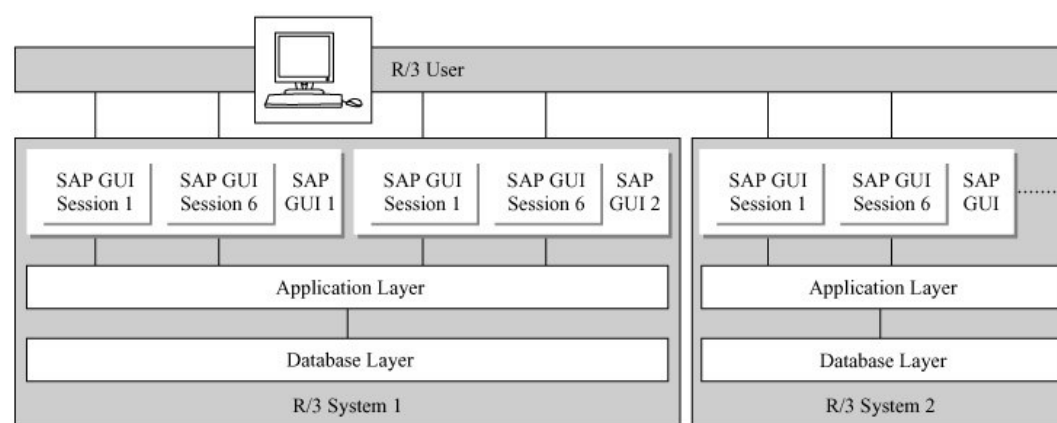 R/3 User
SAP GUI
Session 1
SAP GUI
Session 6
SAP
GUI 1
SAP GUI
Session 1
SAP GUI
Session 6
SAP
GUI 2
SAP GUI
Session 1
SAP GUI
Session 6
SAP
GUI
Application Layer
Application Layer
Database Layer
Database Layer
R/3 System 1
R/3 System 2